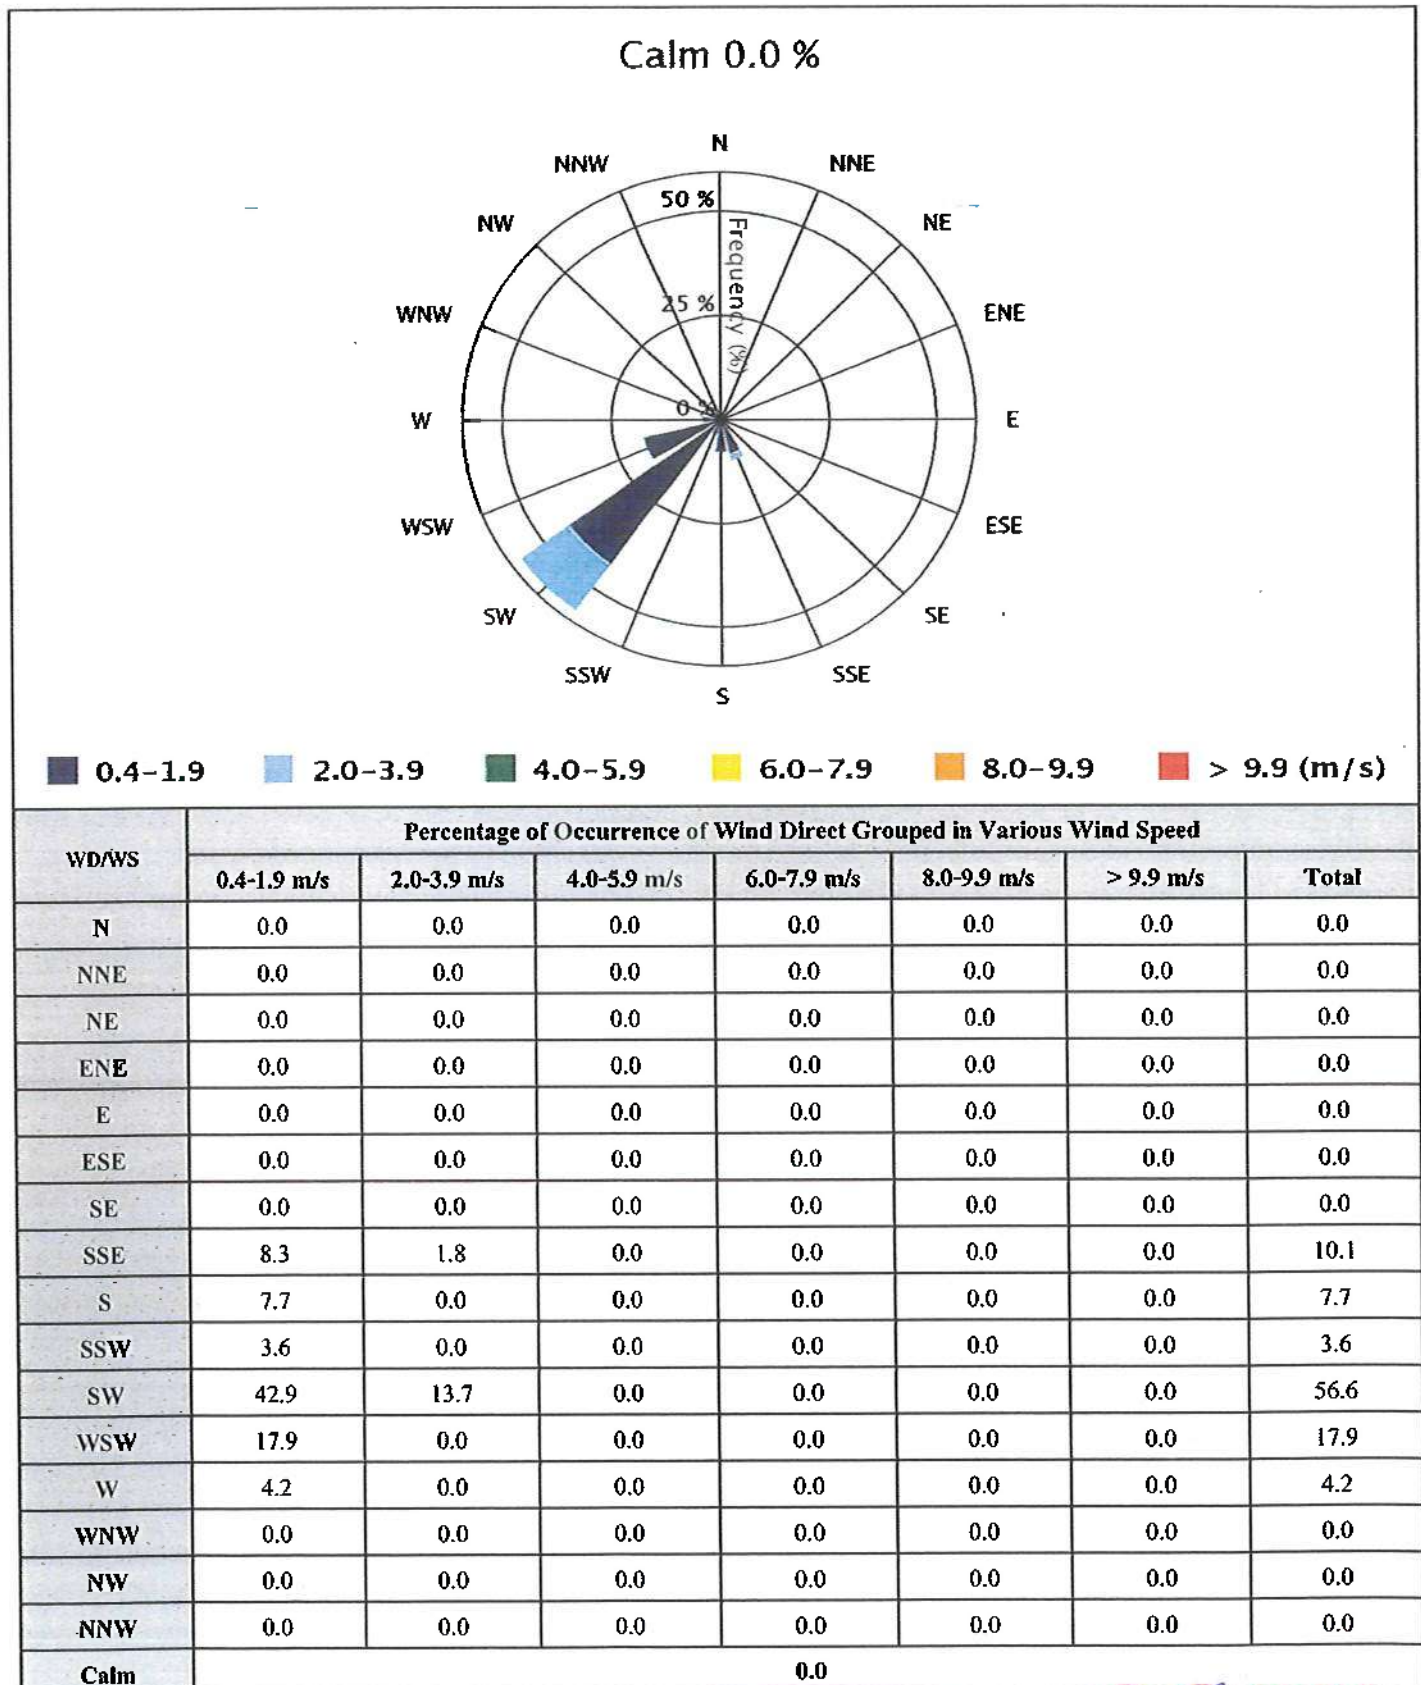 Calm 0.0 %
N
NNW NNE
50 %
NW NE
Frequency (%)
25 %
WNW ENE
0 %
W E
WSW ESE
SW SE
SSW SSE
S
0.4-1.9 2.0-3.9 4.0-5.9 6.0-7.9 8.0-9.9 > 9.9 (m/s)
WD/WS Percentage of Occurrence of Wind Direct Grouped in Various Wind Speed
0.4-1.9 m/s 2.0-3.9 m/s 4.0-5.9 m/s 6.0-7.9 m/s 8.0-9.9 m/s > 9.9 m/s Total
N 0.0 0.0 0.0 0.0 0.0 0.0 0.0
NNE 0.0 0.0 0.0 0.0 0.0 0.0 0.0
NE 0.0 0.0 0.0 0.0 0.0 0.0 0.0
ENE 0.0 0.0 0.0 0.0 0.0 0.0 0.0
E 0.0 0.0 0.0 0.0 0.0 0.0 0.0
ESE 0.0 0.0 0.0 0.0 0.0 0.0 0.0
SE 0.0 0.0 0.0 0.0 0.0 0.0 0.0
SSE 8.3 1.8 0.0 0.0 0.0 0.0 10.1
S 7.7 0.0 0.0 0.0 0.0 0.0 7.7
SSW 3.6 0.0 0.0 0.0 0.0 0.0 3.6
SW 42.9 13.7 0.0 0.0 0.0 0.0 56.6
WSW 17.9 0.0 0.0 0.0 0.0 0.0 17.9
W 4.2 0.0 0.0 0.0 0.0 0.0 4.2
WNW 0.0 0.0 0.0 0.0 0.0 0.0 0.0
NW 0.0 0.0 0.0 0.0 0.0 0.0 0.0
NNW 0.0 0.0 0.0 0.0 0.0 0.0 0.0
Calm 0.0